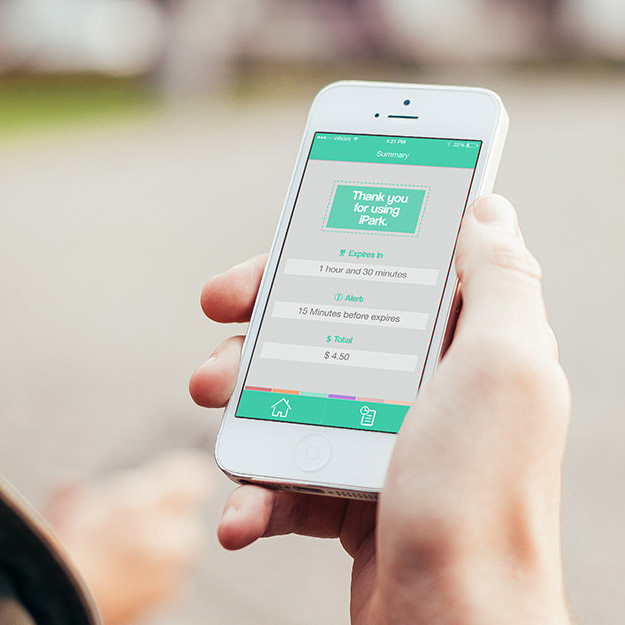 VIRGIN 4:21 PM 22%
Summary
Thank you
for using
iPark.
Expires In
1 hour and 30 minutes
Alert:
15 Minutes before expires
$ Total
$ 4.50